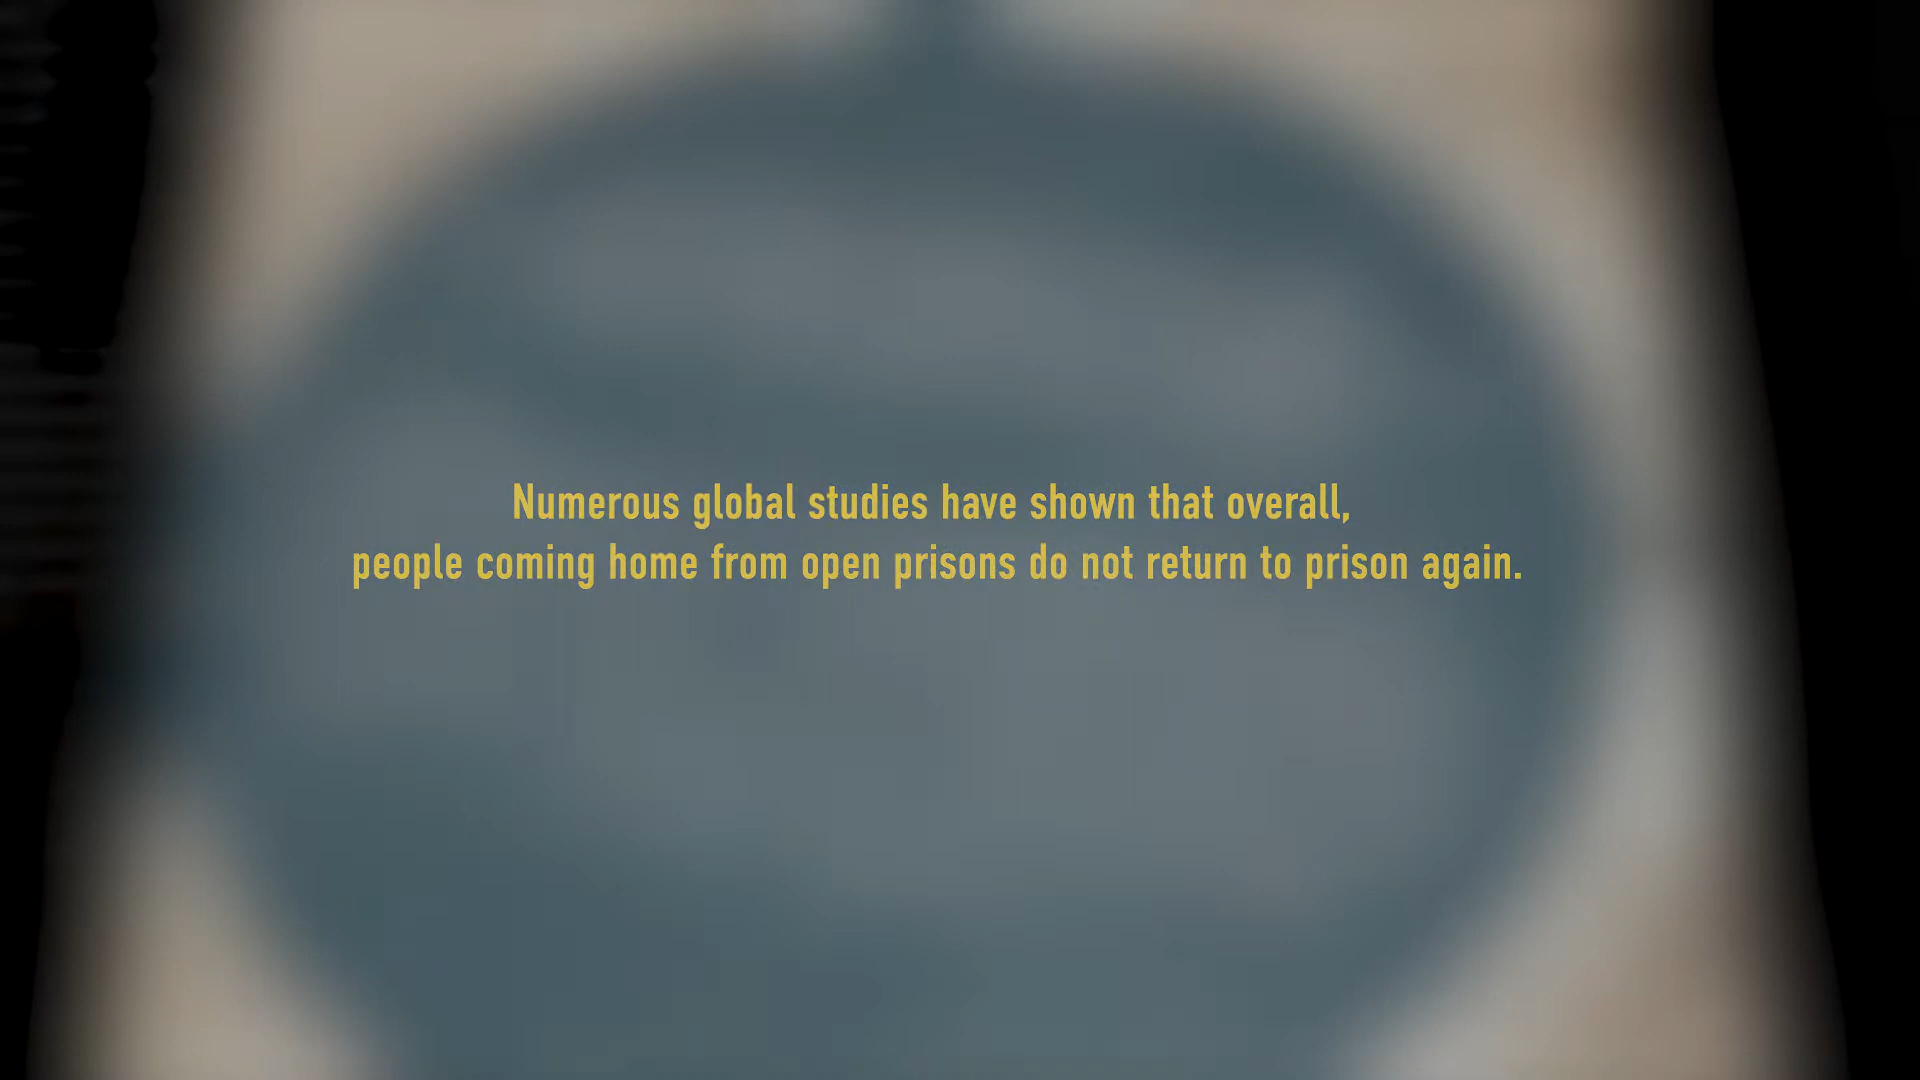 Numerous global studies have shown that overall,
people coming home from open prisons do not return to prison again.